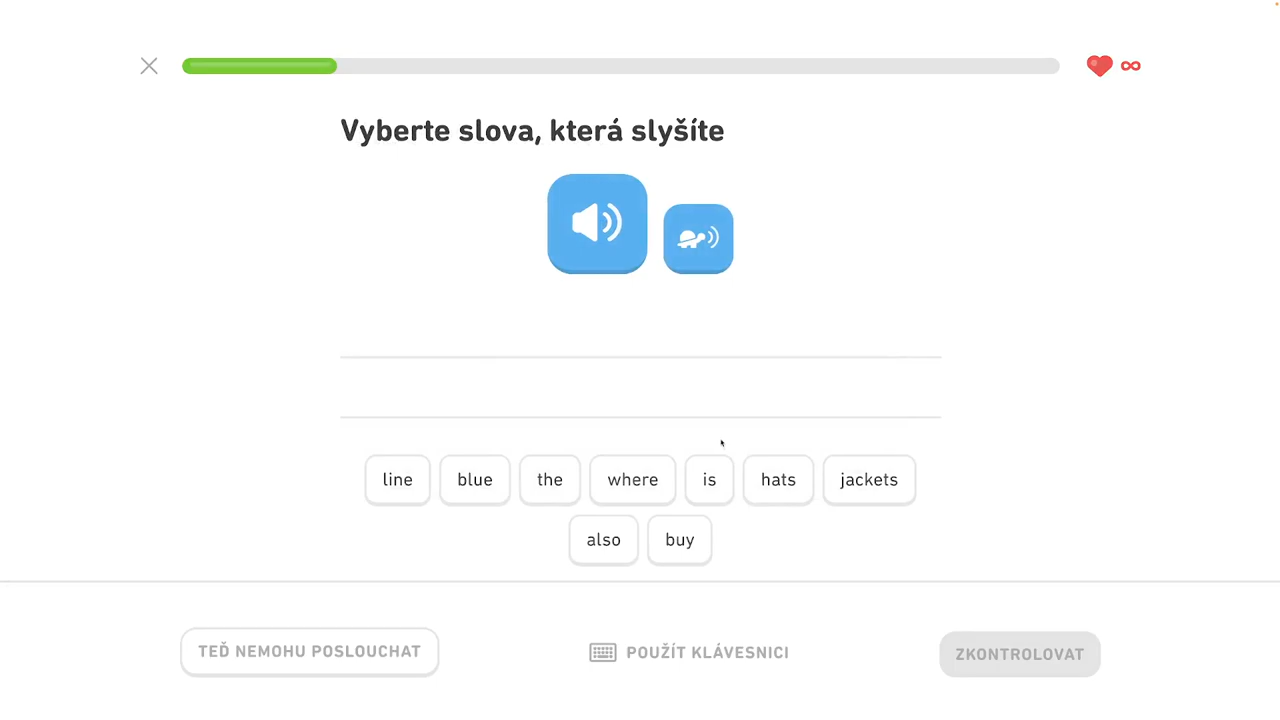 Vyberte slova, která slyšíte
line blue the where is hats jackets
also buy
TEĎ NEMOHU POSLOUCHAT POUŽÍT KLÁVESNICI ZKONTROLOVAT